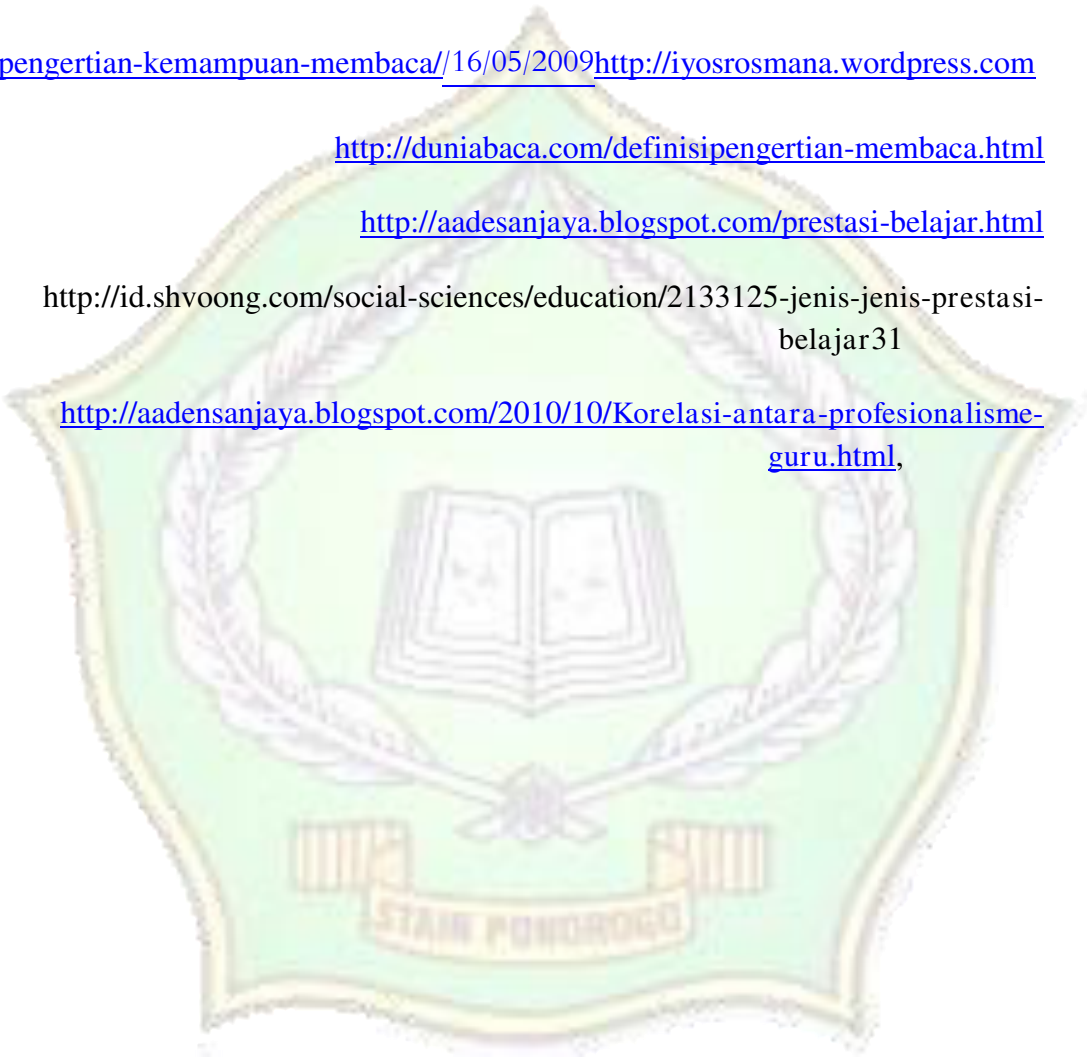 pengertian-kemampuan-membaca//16/05/2009http://iyosrosmana.wordpress.com
http://duniabaca.com/definisipengertian-membaca.html
http://aadesanjaya.blogspot.com/prestasi-belajar.html
http://id.shvoong.com/social-sciences/education/2133125-jenis-jenis-prestasi-
belajar31
http://aadensanjaya.blogspot.com/2010/10/Korelasi-antara-profesionalisme-
guru.html,
STAIN PONOROGO